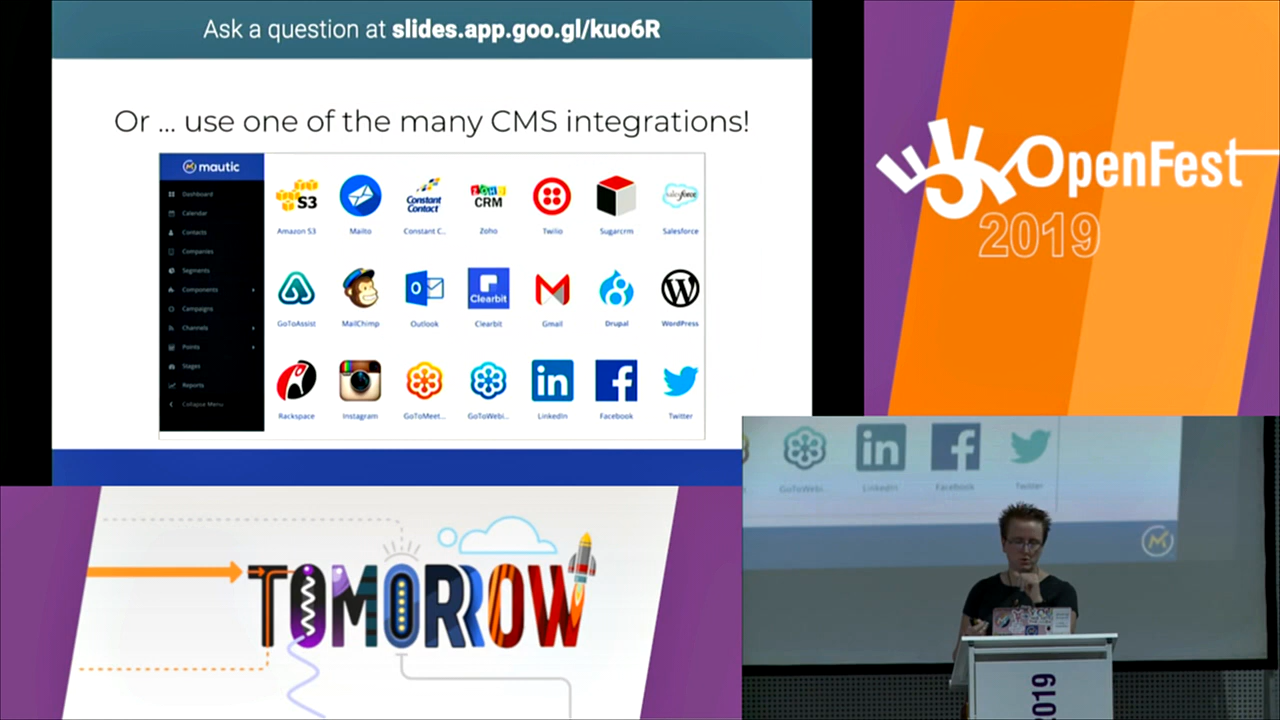 Ask a question at slides.app.goo.gl/kuo6R
Or ... use one of the many CMS integrations!
mautic
Dashboard
Calendar
Contacts
Companies
Segments
Components
Campaigns
Channels
Points
Stages
Reports
Collapse Menu
S3
Constant Contact
ZOHO CRM
salesforce
Amazon S3
Mailto
Constant C..
Zoho
Twilio
Sugarcrm
Salesforce
Clearbit
GoToAssist
MailChimp
Outlook
Clearbit
Gmail
Drupal
WordPress
in
f
Rackspace
Instagram
GoToMeet...
GoToWebi..
LinkedIn
Facebook
Twitter
OpenFest
2019
TOMORROW
in
f
GoToWebi..
LinkedIn
Facebook
Twitter
2019